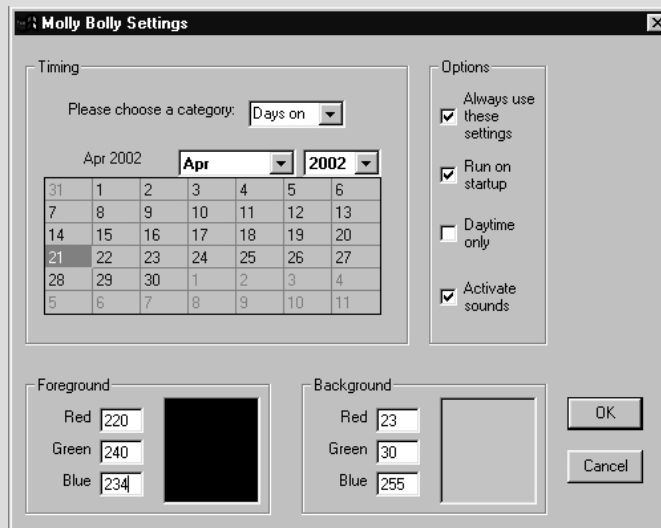 Molly Bolly Settings
Timing
Please choose a category: Days on
Apr 2002 Apr 2002
31 1 2 3 4 5 6
7 8 9 10 11 12 13
14 15 16 17 18 19 20
21 22 23 24 25 26 27
28 29 30 1 2 3 4
5 6 7 8 9 10 11
Options
Always use
these
settings
Run on
startup
Daytime
only
Activate
sounds
Foreground
Red 220
Green 240
Blue 234
Background
Red 23
Green 30
Blue 255
OK
Cancel